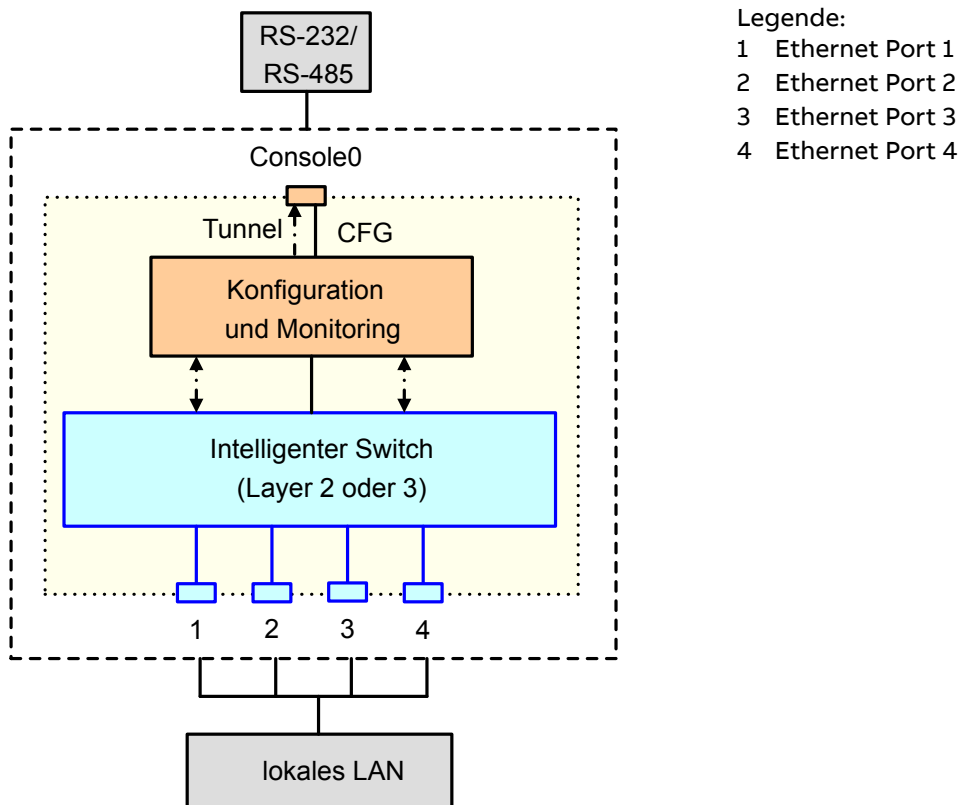 RS-232/
RS-485
Console0
Tunnel
CFG
Konfiguration
und Monitoring
Intelligenter Switch
(Layer 2 oder 3)
1 2 3 4
lokales LAN
Legende:
1 Ethernet Port 1
2 Ethernet Port 2
3 Ethernet Port 3
4 Ethernet Port 4